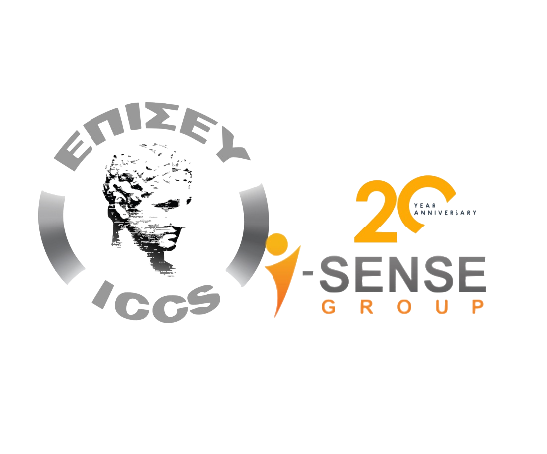 ΕΠΙΣΕΥ
ICCS
20
YEAR
ANNIVERSARY
i-SENSE
GROUP